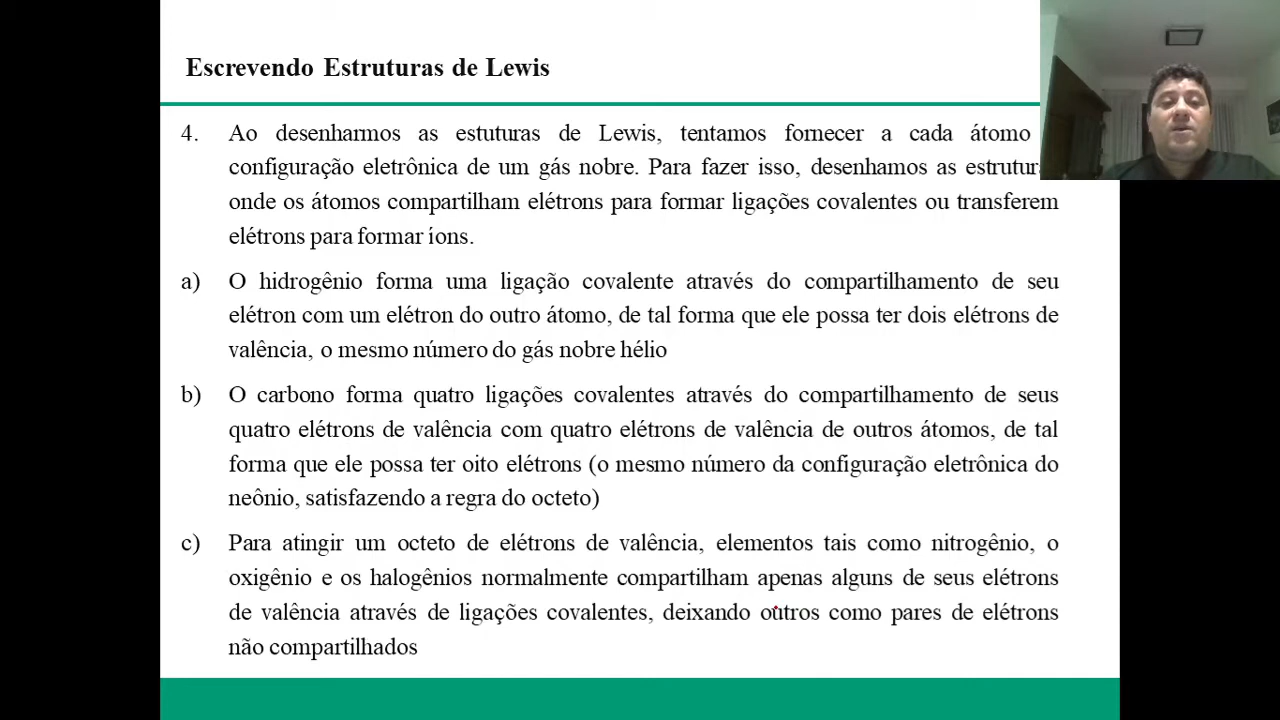 Escrevendo Estruturas de Lewis
4. Ao desenharmos as estuturas de Lewis, tentamos fornecer a cada átomo
configuração eletrônica de um gás nobre. Para fazer isso, desenhamos as
onde os átomos compartilham elétrons para formar ligações covalentes ou transferem
elétrons para formar íons.
a) O hidrogênio forma uma ligação covalente através do compartilhamento de seu
elétron com um elétron do outro átomo, de tal forma que ele possa ter dois elétrons de
valência, o mesmo número do gás nobre hélio
b) O carbono forma quatro ligações covalentes através do compartilhamento de seus
quatro elétrons de valência com quatro elétrons de valência de outros átomos, de tal
forma que ele possa ter oito elétrons (o mesmo número da configuração eletrônica do
neônio, satisfazendo a regra do octeto)
c) Para atingir um octeto de elétrons de valência, elementos tais como nitrogênio, o
oxigênio e os halogênios normalmente compartilham apenas alguns de seus elétrons
de valência através de ligações covalentes, deixando outros como pares de elétrons
não compartilhados